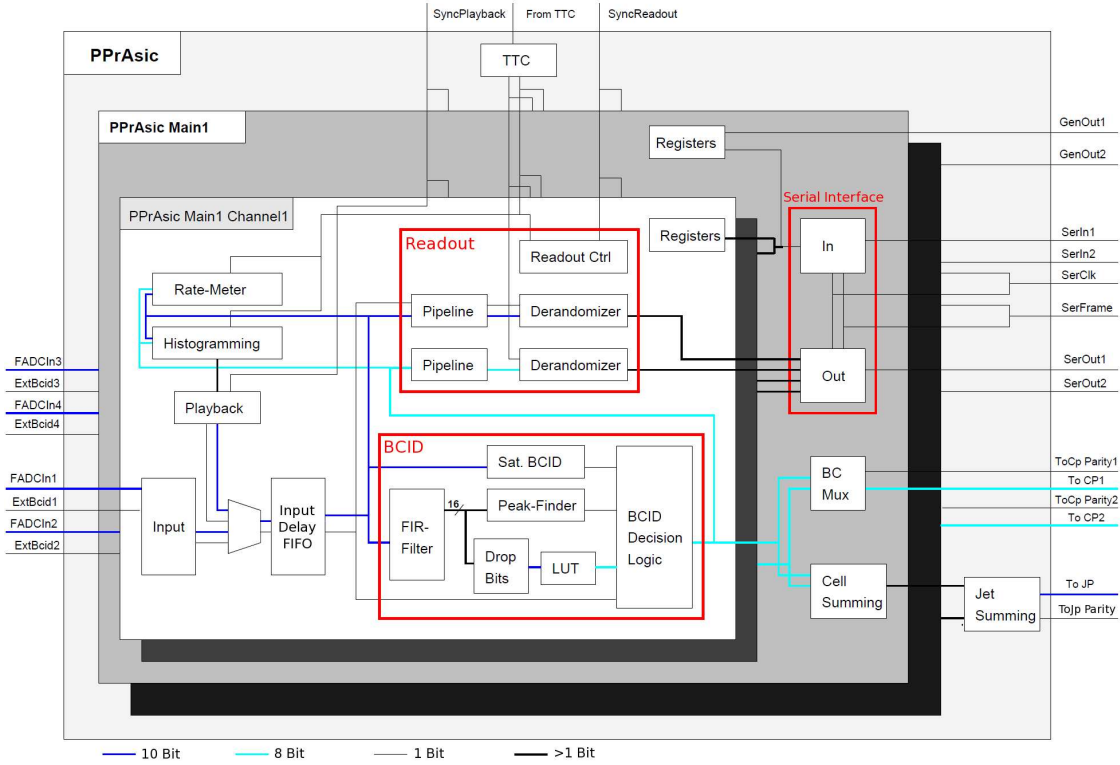 SyncPlayback
From TTC
SyncReadout
PPrAsic
TTC
PPrAsic Main1
Registers
GenOut1
GenOut2
Serial Interface
PPrAsic Main1 Channel1
Readout
Registers
In
SerIn1
Readout Ctrl
SerIn2
SerClk
Rate-Meter
Pipeline
Derandomizer
SerFrame
Histogramming
FADCIn3
Pipeline
Derandomizer
Out
SerOut1
ExtBcid3
SerOut2
FADCIn4
Playback
ExtBcid4
BCID
FADCIn1
Sat. BCID
BC
Mux
ToCp Parity1
To CP1
ExtBcid1
16
Peak-Finder
ToCp Parity2
FADCIn2
Input
Input
Delay
FIFO
FIR-
Filter
BCID
Decision
Logic
To CP2
ExtBcid2
Drop
Bits
LUT
Cell
Summing
Jet
Summing
To JP
ToJp Parity
10 Bit
8 Bit
1 Bit
>1 Bit